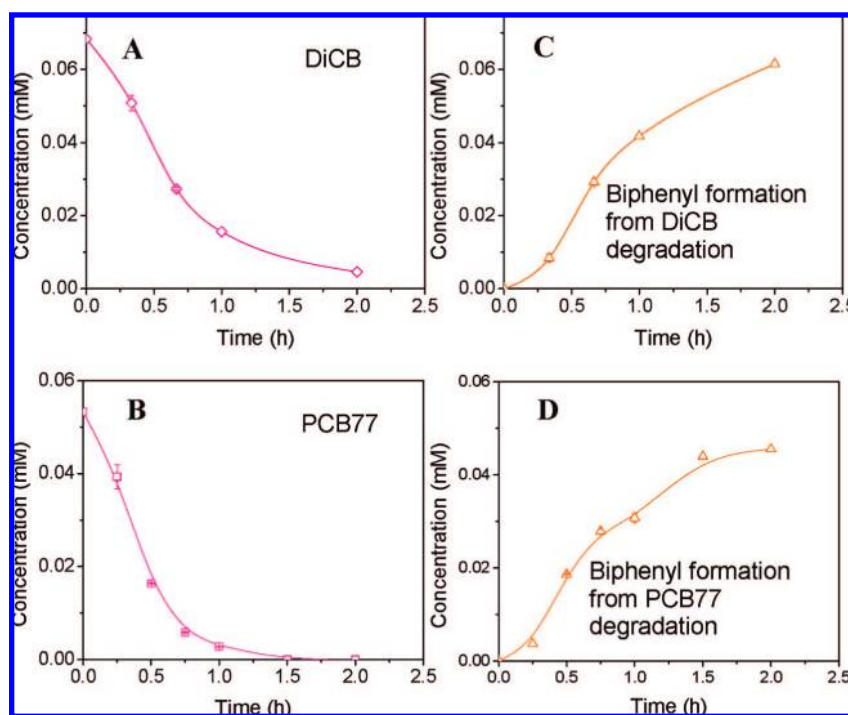 A
DiCB
Concentration (mM)
0.06
0.04
0.02
0.00
0.0 0.5 1.0 1.5 2.0 2.5
Time (h)
C
Biphenyl formation
from DiCB
degradation
Concentration (mM)
0.06
0.04
0.02
0.00
0.0 0.5 1.0 1.5 2.0 2.5
Time (h)
B
PCB77
Concentration (mM)
0.06
0.04
0.02
0.00
0.0 0.5 1.0 1.5 2.0 2.5
Time (h)
D
Biphenyl formation
from PCB77
degradation
Concentration (mM)
0.06
0.04
0.02
0.00
0.0 0.5 1.0 1.5 2.0 2.5
Time (h)